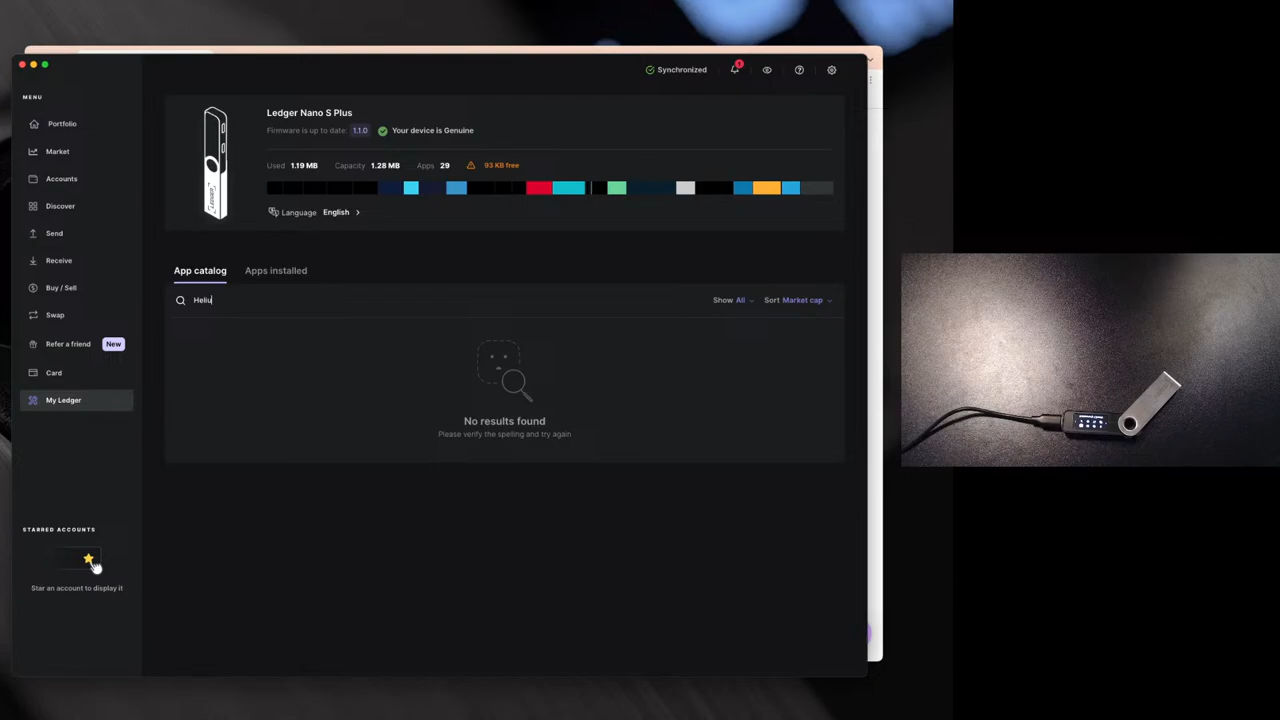 Synchronized
1
MENU
Portfolio
Market
Accounts
Discover
Send
Receive
Buy / Sell
Swap
Refer a friend New
Card
My Ledger
STARRED ACCOUNTS
Star an account to display it
Ledger Nano S Plus
Firmware is up to date: 1.1.0 Your device is Genuine
Used 1.19 MB Capacity 1.28 MB Apps 29 93 KB free
Language English
App catalog Apps installed
Heliu Show All Sort Market cap
No results found
Please verify the spelling and try again